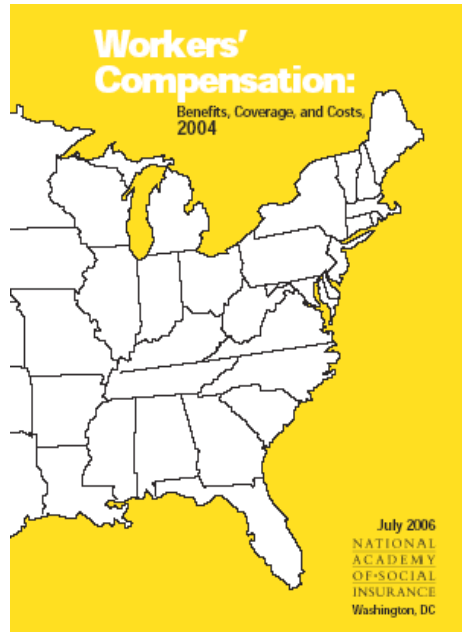 Workers'
Compensation:
Benefits, Coverage, and Costs,
2004
July 2006
NATIONAL
ACADEMY
OF·SOCIAL
INSURANCE
Washington, DC